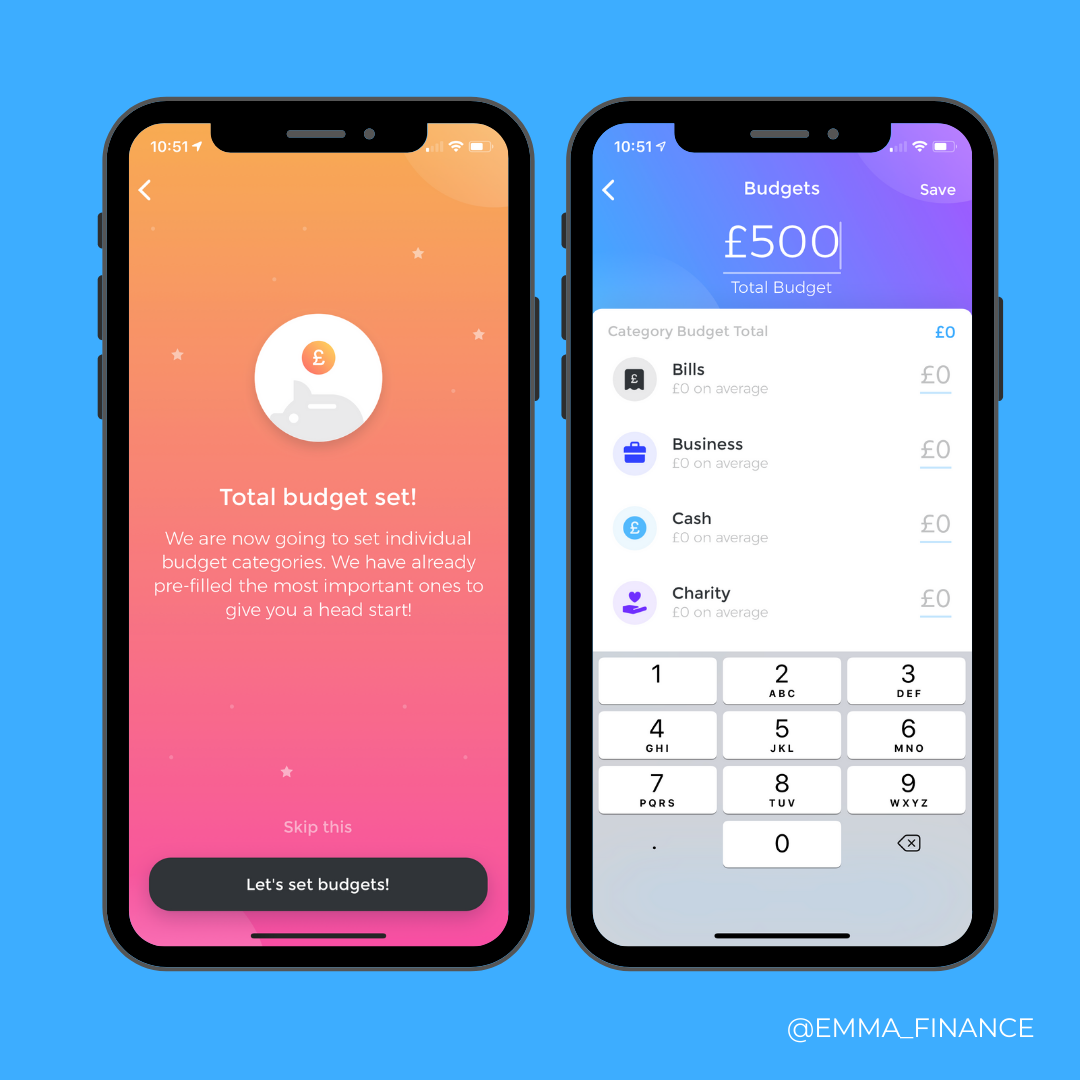 10:51
£
Total budget set!
We are now going to set individual
budget categories. We have already
pre-filled the most important ones to
give you a head start!
Skip this
Let's set budgets!
10:51
Budgets
Save
£500
Total Budget
Category Budget Total £0
£
Bills £0
£0 on average
Business £0
£0 on average
£
Cash £0
£0 on average
Charity £0
£0 on average
1 2 3
ABC DEF
4 5 6
GHI JKL MNO
7 8 9
PQRS TUV WXYZ
. 0
@EMMA_FINANCE